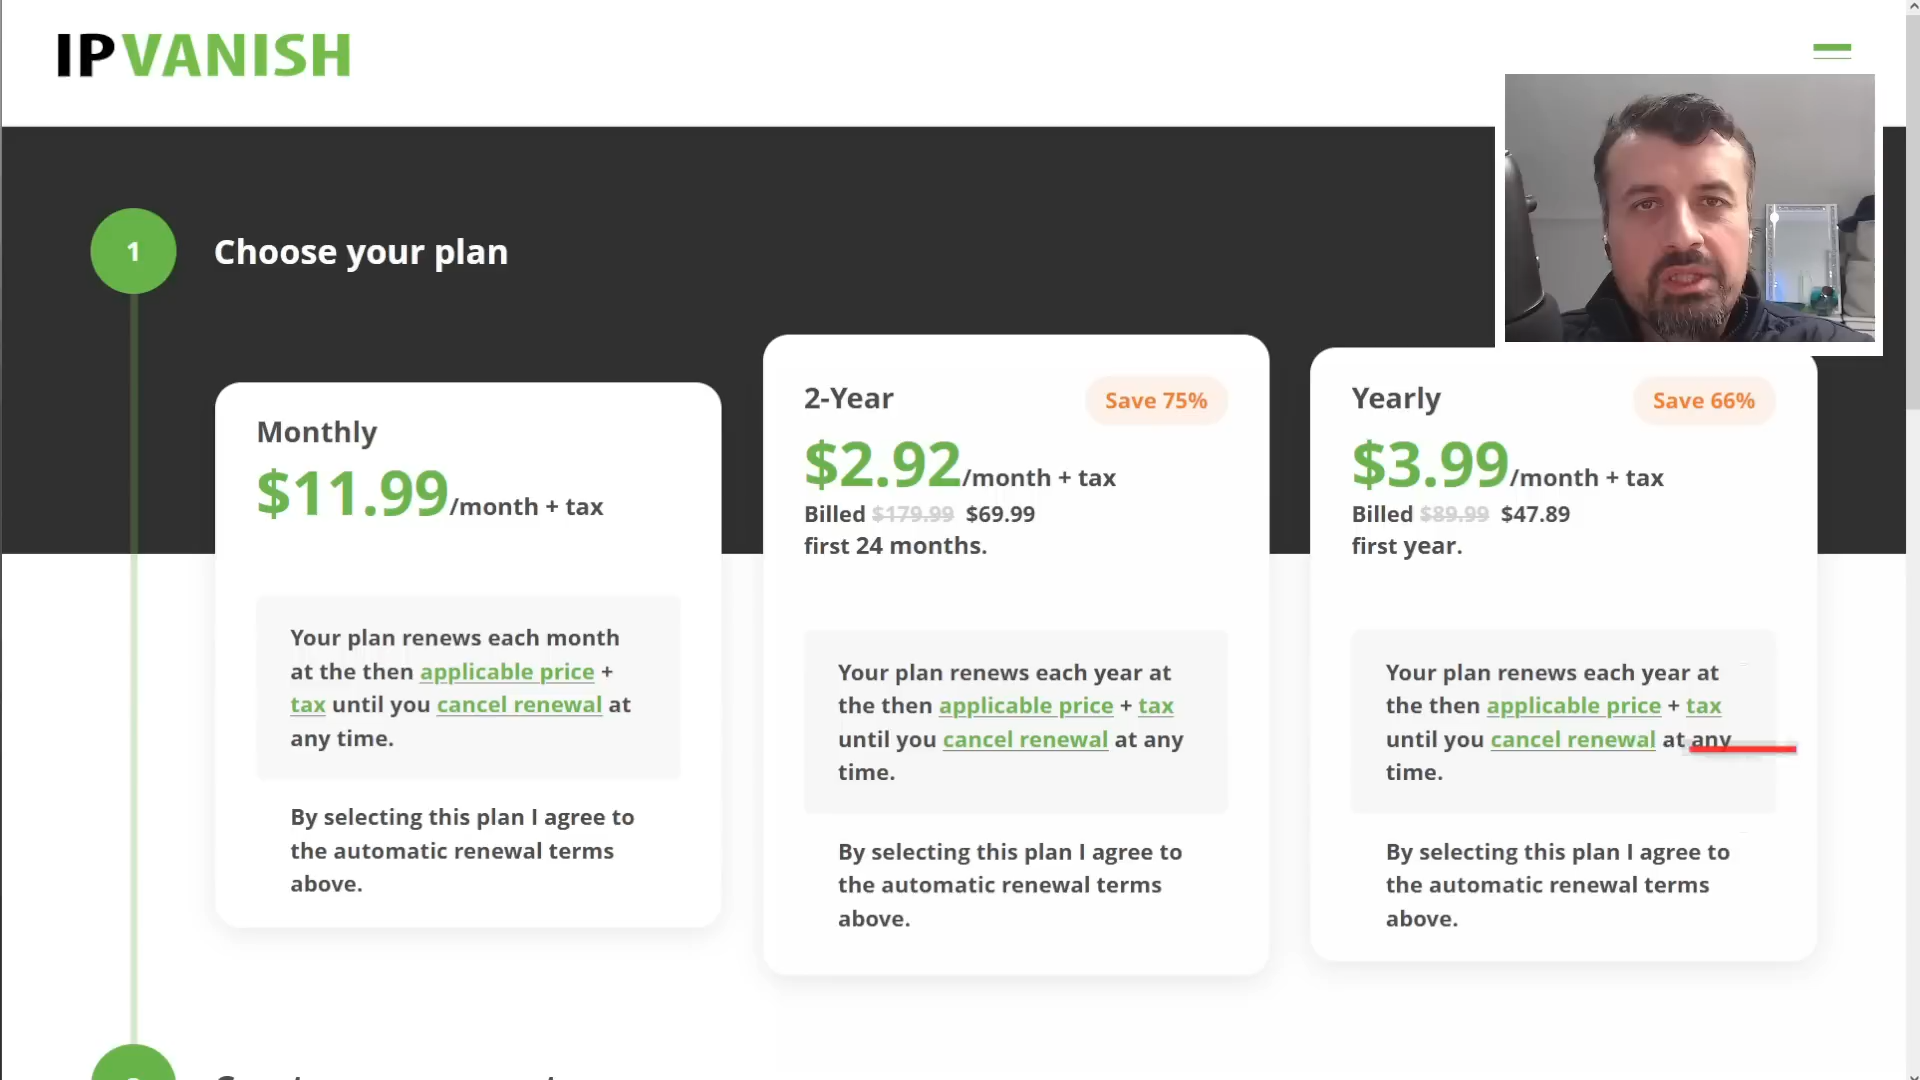 IPVANISH
1
Choose your plan
Monthly
$11.99/month + tax
Your plan renews each month
at the then applicable price +
tax until you cancel renewal at
any time.
By selecting this plan I agree to
the automatic renewal terms
above.
2-Year
Save 75%
$2.92/month + tax
Billed $179.99 $69.99
first 24 months.
Your plan renews each year at
the then applicable price + tax
until you cancel renewal at any
time.
By selecting this plan I agree to
the automatic renewal terms
above.
Yearly
Save 66%
$3.99/month + tax
Billed $89.99 $47.89
first year.
Your plan renews each year at
the then applicable price + tax
until you cancel renewal at any
time.
By selecting this plan I agree to
the automatic renewal terms
above.